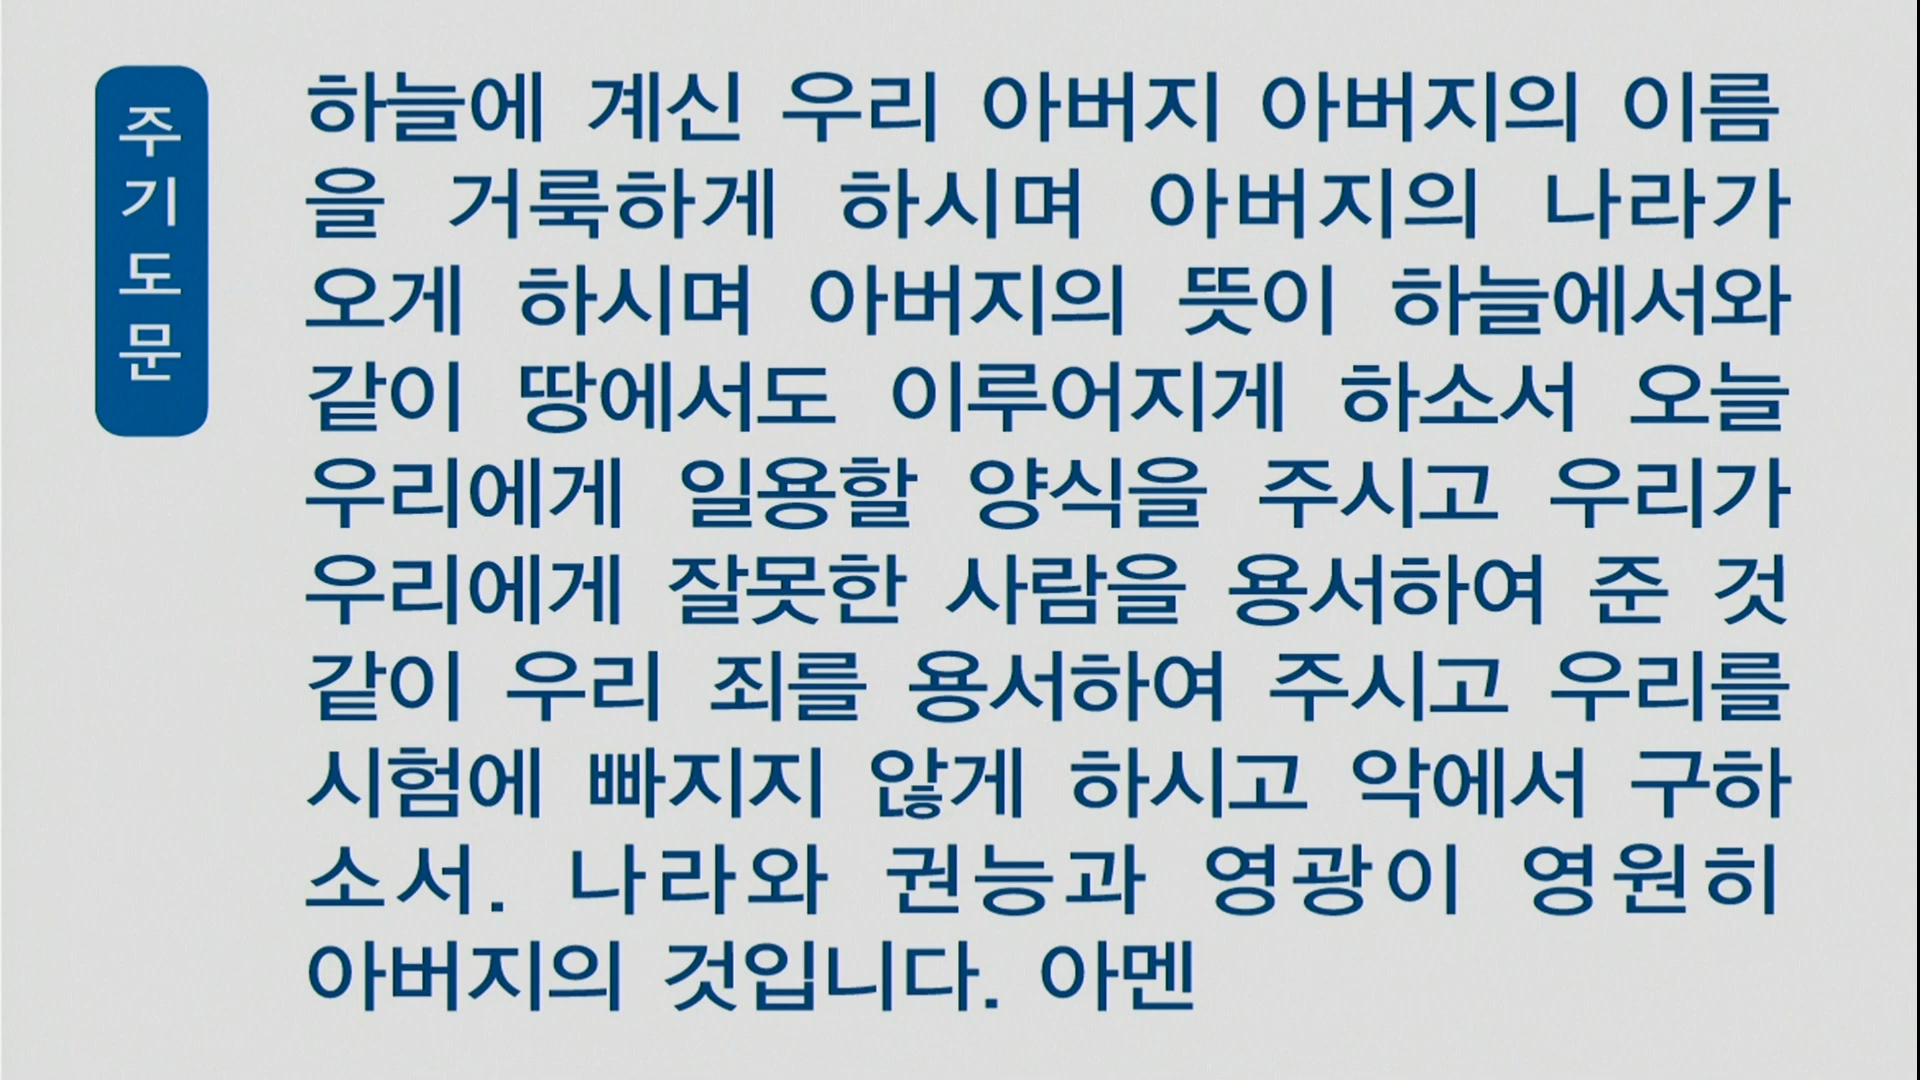 주기도문
하늘에 계신 우리 아버지 아버지의 이름
을 거룩하게 하시며 아버지의 나라가
오게 하시며 아버지의 뜻이 하늘에서와
같이 땅에서도 이루어지게 하소서 오늘
우리에게 일용할 양식을 주시고 우리가
우리에게 잘못한 사람을 용서하여 준 것
같이 우리 죄를 용서하여 주시고 우리를
시험에 빠지지 않게 하시고 악에서 구하
소서. 나라와 권능과 영광이 영원히
아버지의 것입니다. 아멘